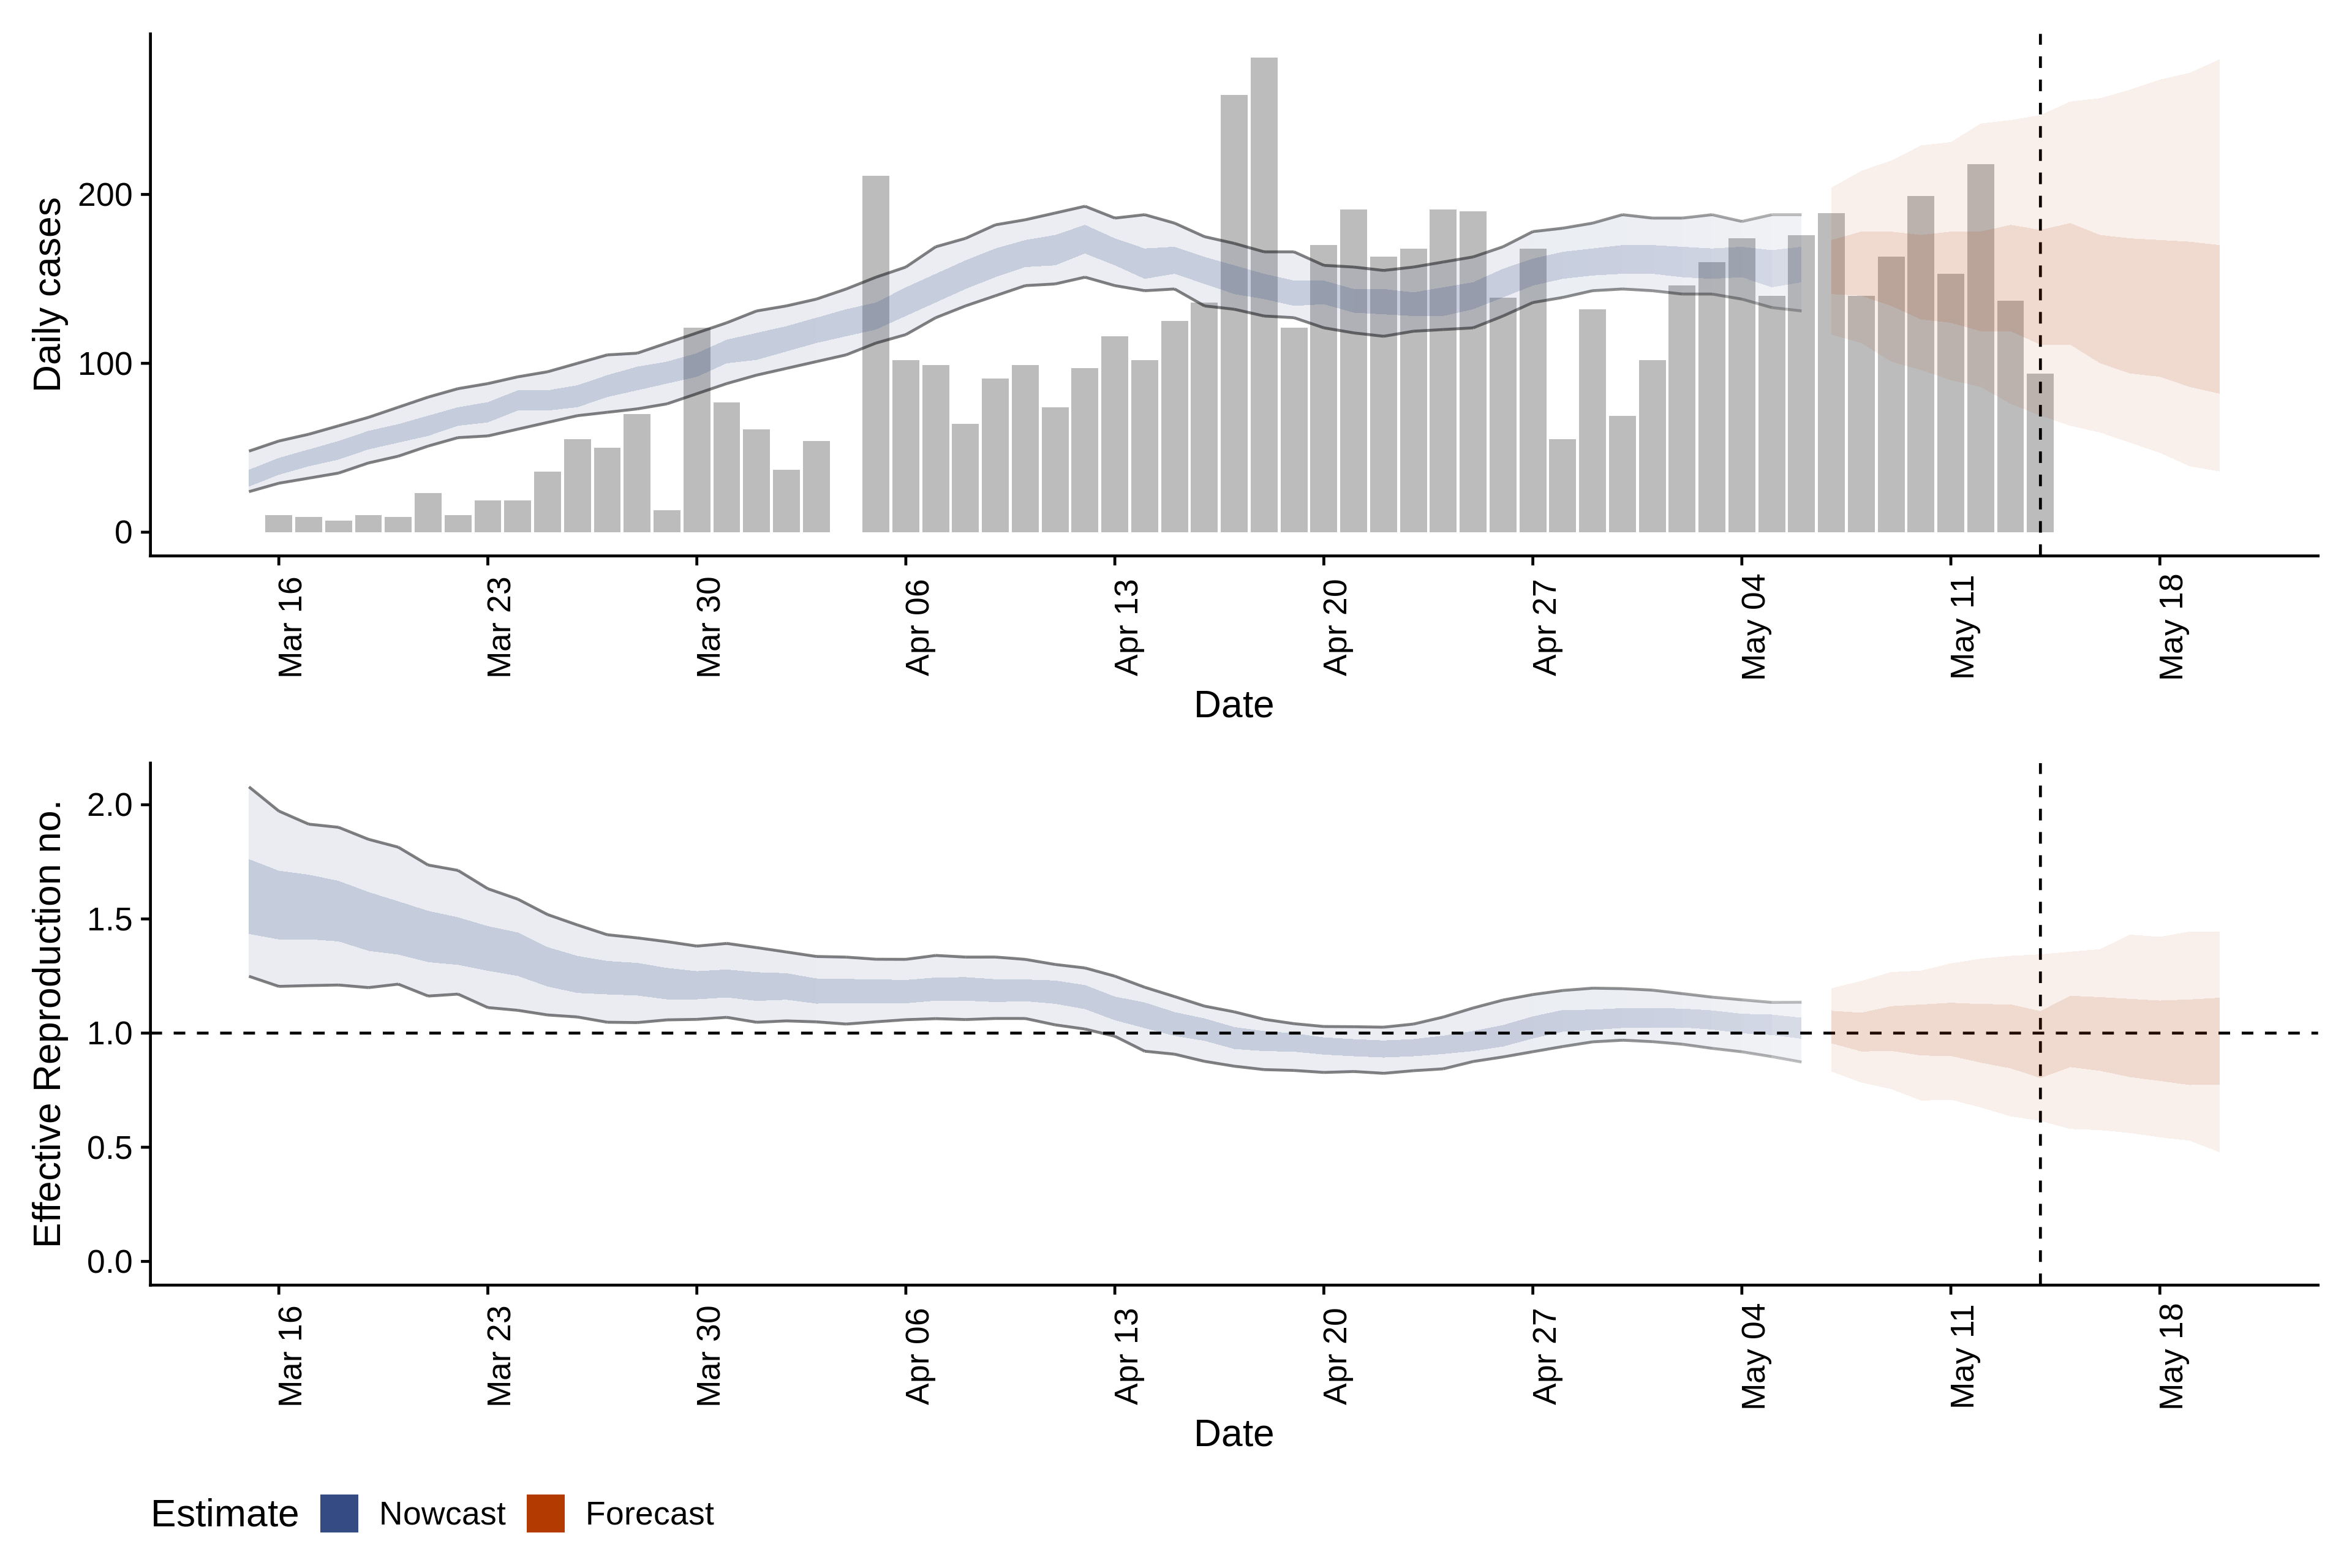 Daily cases
200
100
0
Mar 16
Mar 23
Mar 30
Apr 06
Apr 13
Apr 20
Apr 27
May 04
May 11
May 18
Date
Effective Reproduction no.
2.0
1.5
1.0
0.5
0.0
Mar 16
Mar 23
Mar 30
Apr 06
Apr 13
Apr 20
Apr 27
May 04
May 11
May 18
Date
Estimate Nowcast Forecast